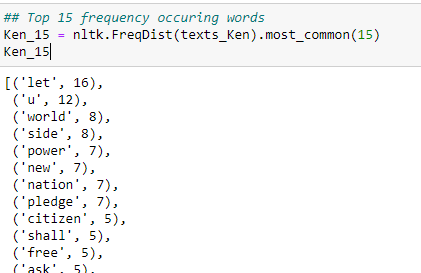 ## Top 15 frequency occuring words
Ken_15 = nltk.FreqDist(texts_Ken).most_common(15)
Ken_15
[('let', 16),
('u', 12),
('world', 8),
('side', 8),
('power', 7),
('new', 7),
('nation', 7),
('pledge', 7),
('citizen', 5),
('shall', 5),
('free', 5),
('ask', 5),